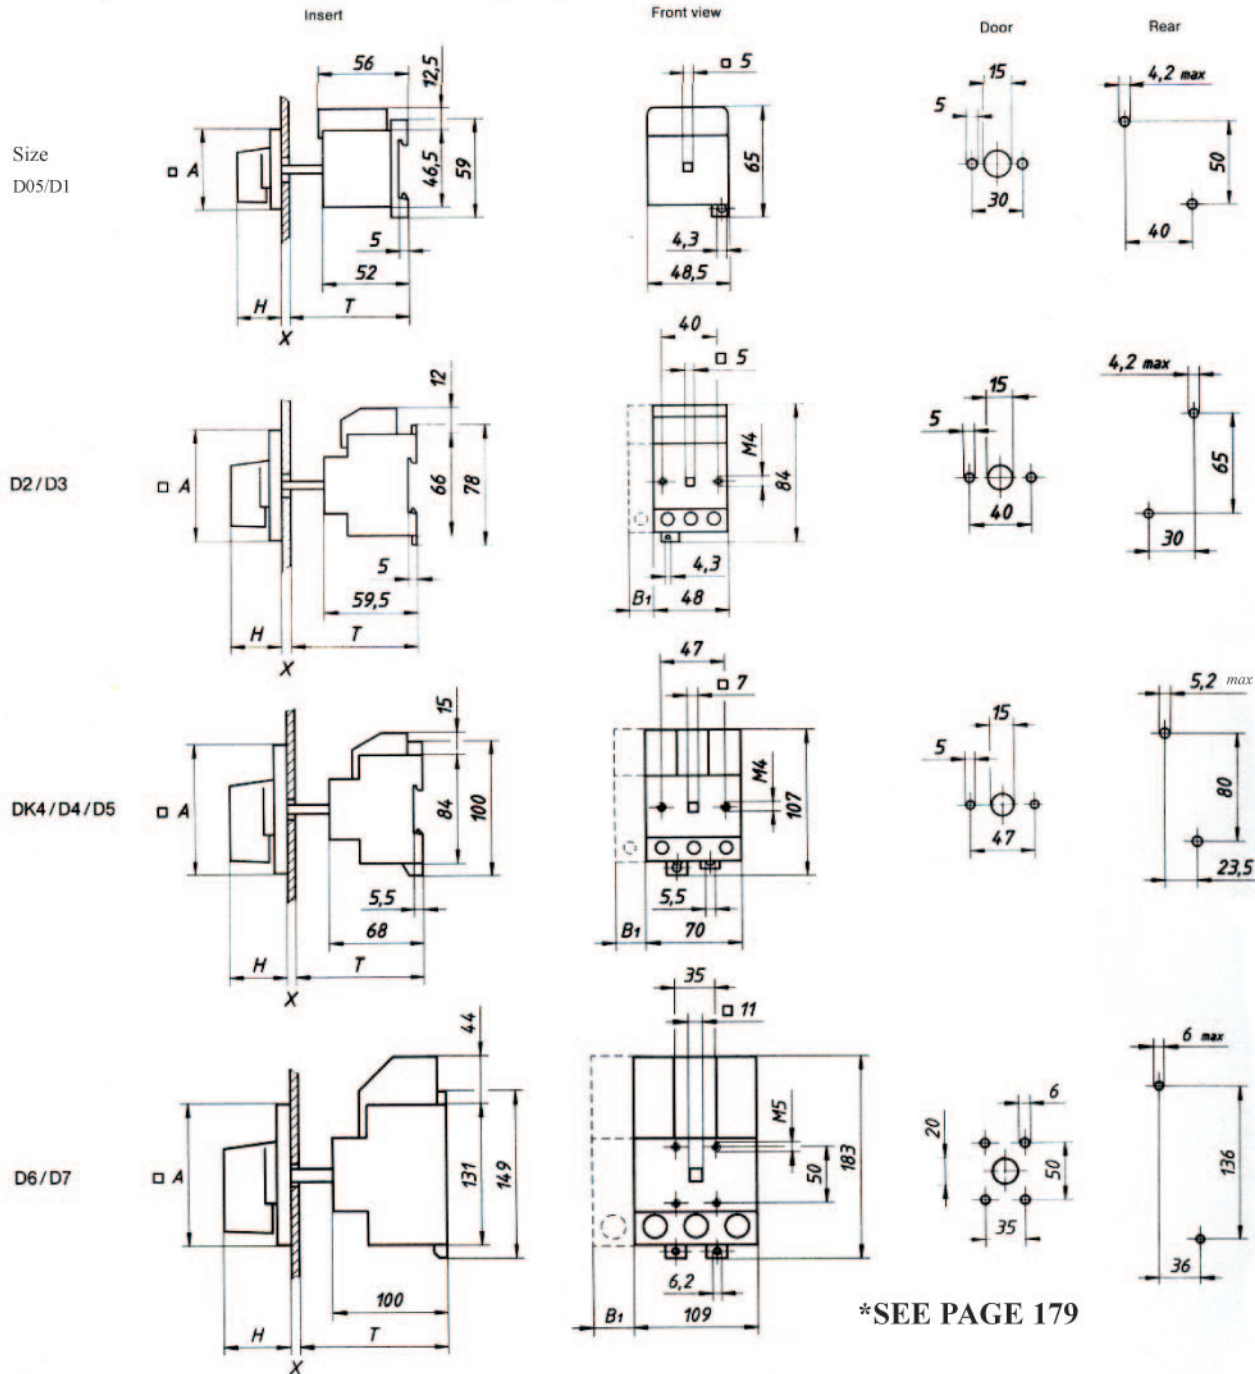 Insert
Front view
Door
Rear
Size
D05/D1
□ A
56
12,5
46,5
59
5
52
H
T
X
□ 5
65
4,3
48,5
15
5
30
4,2 max
50
40
D2 / D3
□ A
12
66
78
5
59,5
H
T
X
40
□ 5
M4
84
4,3
B1
48
15
5
40
4,2 max
65
30
DK4 / D4 / D5
□ A
15
84
100
5,5
68
H
T
X
47
□ 7
M4
107
5,5
B1
70
15
5
47
5,2 max
80
23,5
D6 / D7
□ A
44
131
149
100
H
T
X
35
□ 11
M5
50
183
6,2
B1
109
6
20
50
35
6 max
136
36
*SEE PAGE 179